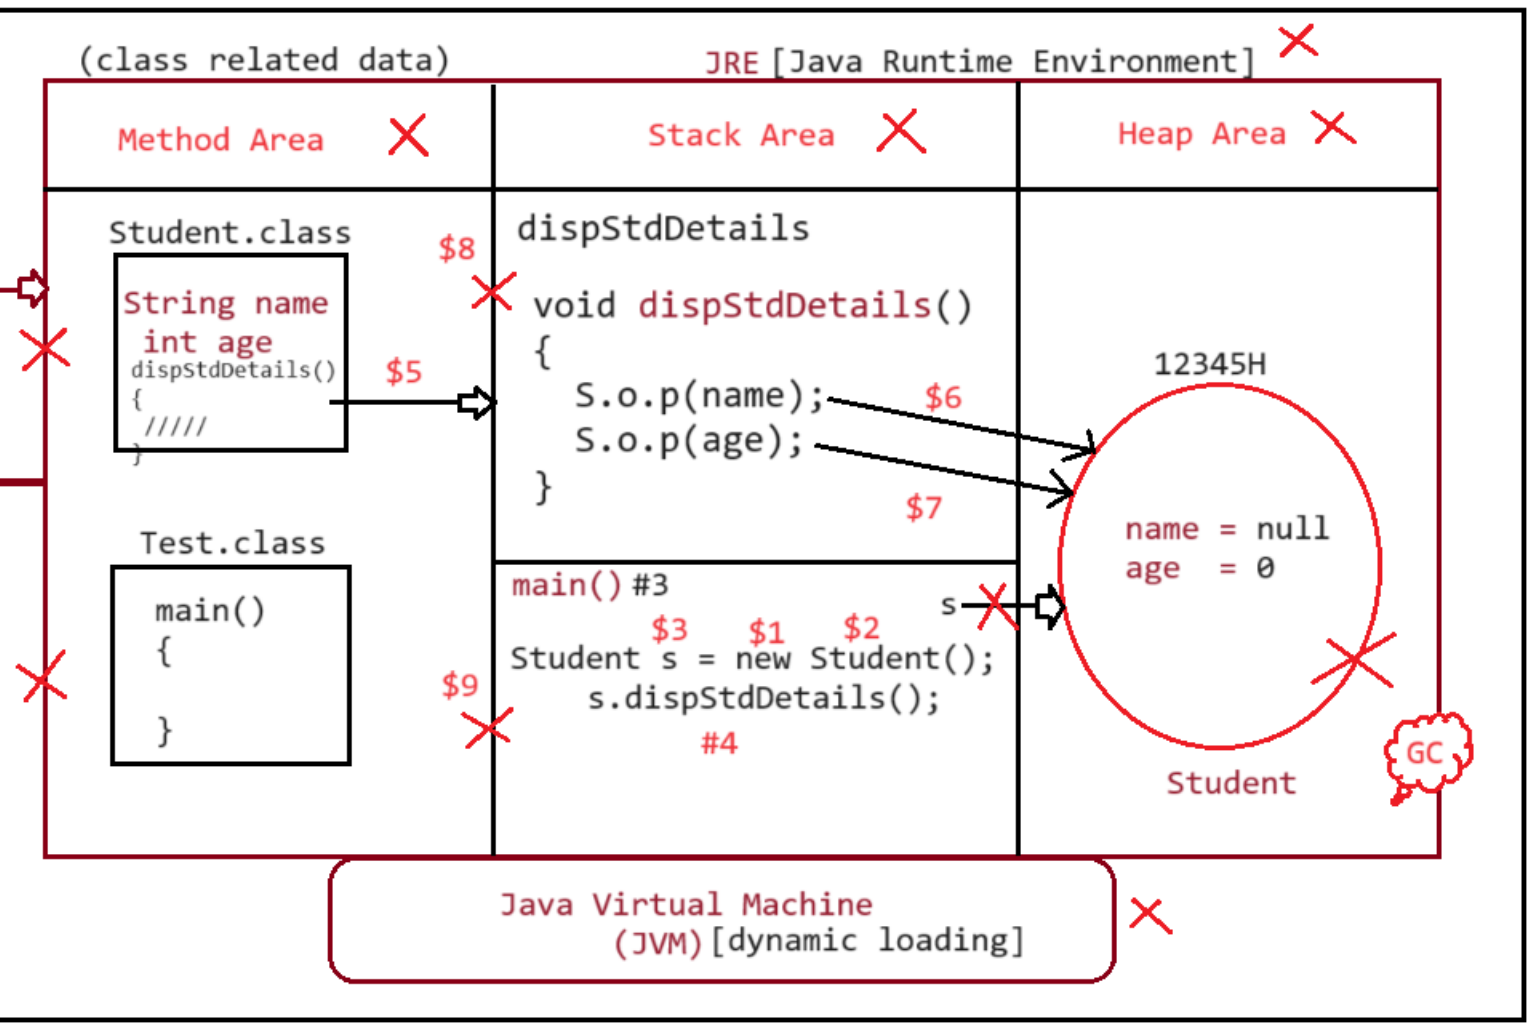 (class related data)
JRE [Java Runtime Environment]
Method Area
Stack Area
Heap Area
Student.class
String name
int age
dispStdDetails()
{
/////
}
$5
$8
dispStdDetails
void dispStdDetails()
{
S.o.p(name);
S.o.p(age);
}
$6
$7
12345H
name = null
age = 0
Student
GC
Test.class
main()
{
}
$9
main() #3
s
$3 $1 $2
Student s = new Student();
s.dispStdDetails();
#4
Java Virtual Machine
(JVM) [dynamic loading]